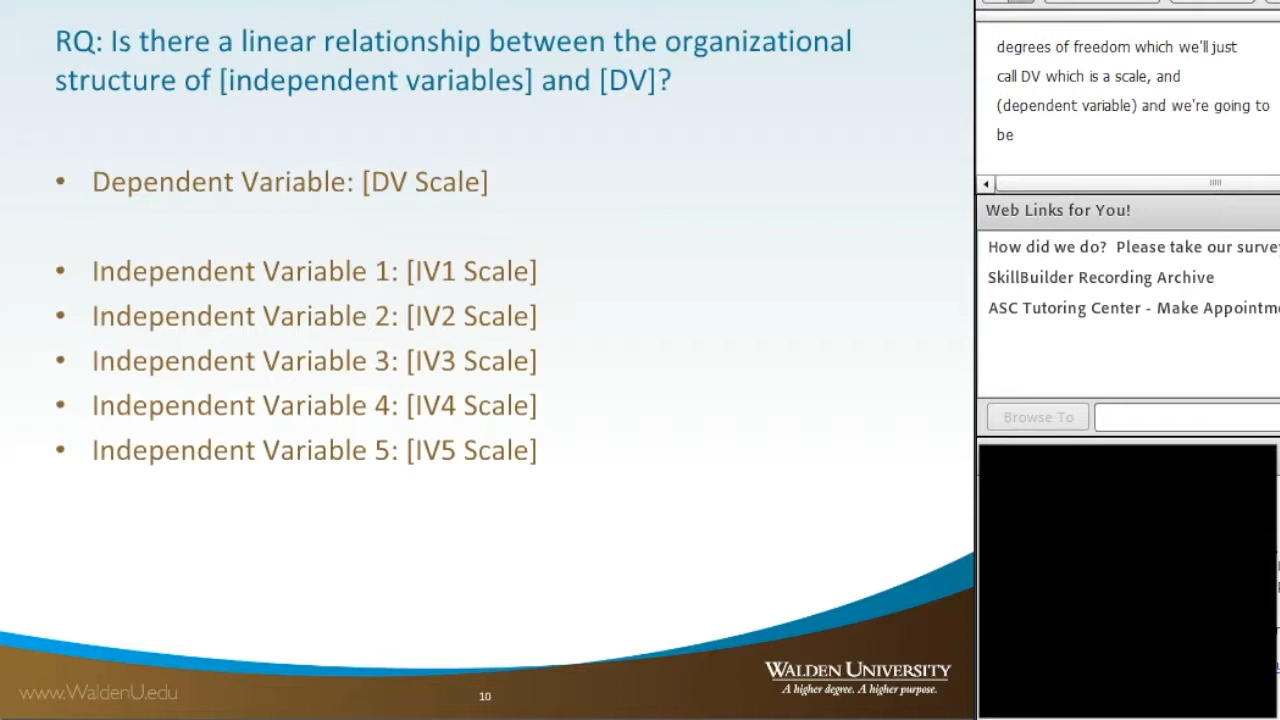 RQ: Is there a linear relationship between the organizational
structure of [independent variables] and [DV]?
• Dependent Variable: [DV Scale]
• Independent Variable 1: [IV1 Scale]
• Independent Variable 2: [IV2 Scale]
• Independent Variable 3: [IV3 Scale]
• Independent Variable 4: [IV4 Scale]
• Independent Variable 5: [IV5 Scale]
www.WaldenU.edu
10
WALDEN UNIVERSITY
A higher degree. A higher purpose.
degrees of freedom which we'll just
call DV which is a scale, and
(dependent variable) and we're going to
be
Web Links for You!
How did we do? Please take our surve
SkillBuilder Recording Archive
ASC Tutoring Center - Make Appointm
Browse To